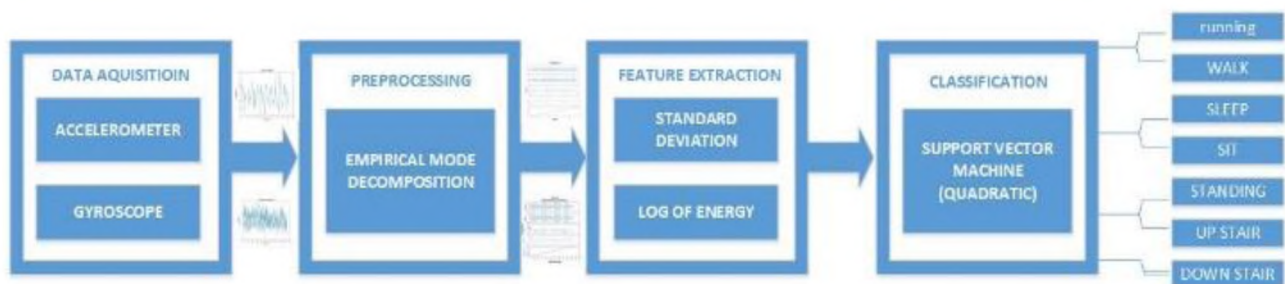 DATA AQUISITIOIN
ACCELEROMETER
GYROSCOPE
PREPROCESSING
EMPIRICAL MODE
DECOMPOSITION
FEATURE EXTRACTION
STANDARD
DEVIATION
LOG OF ENERGY
CLASSIFICATION
SUPPORT VECTOR
MACHINE
(QUADRATIC)
running
WALK
SLEEP
SIT
STANDING
UP STAIR
DOWN STAIR